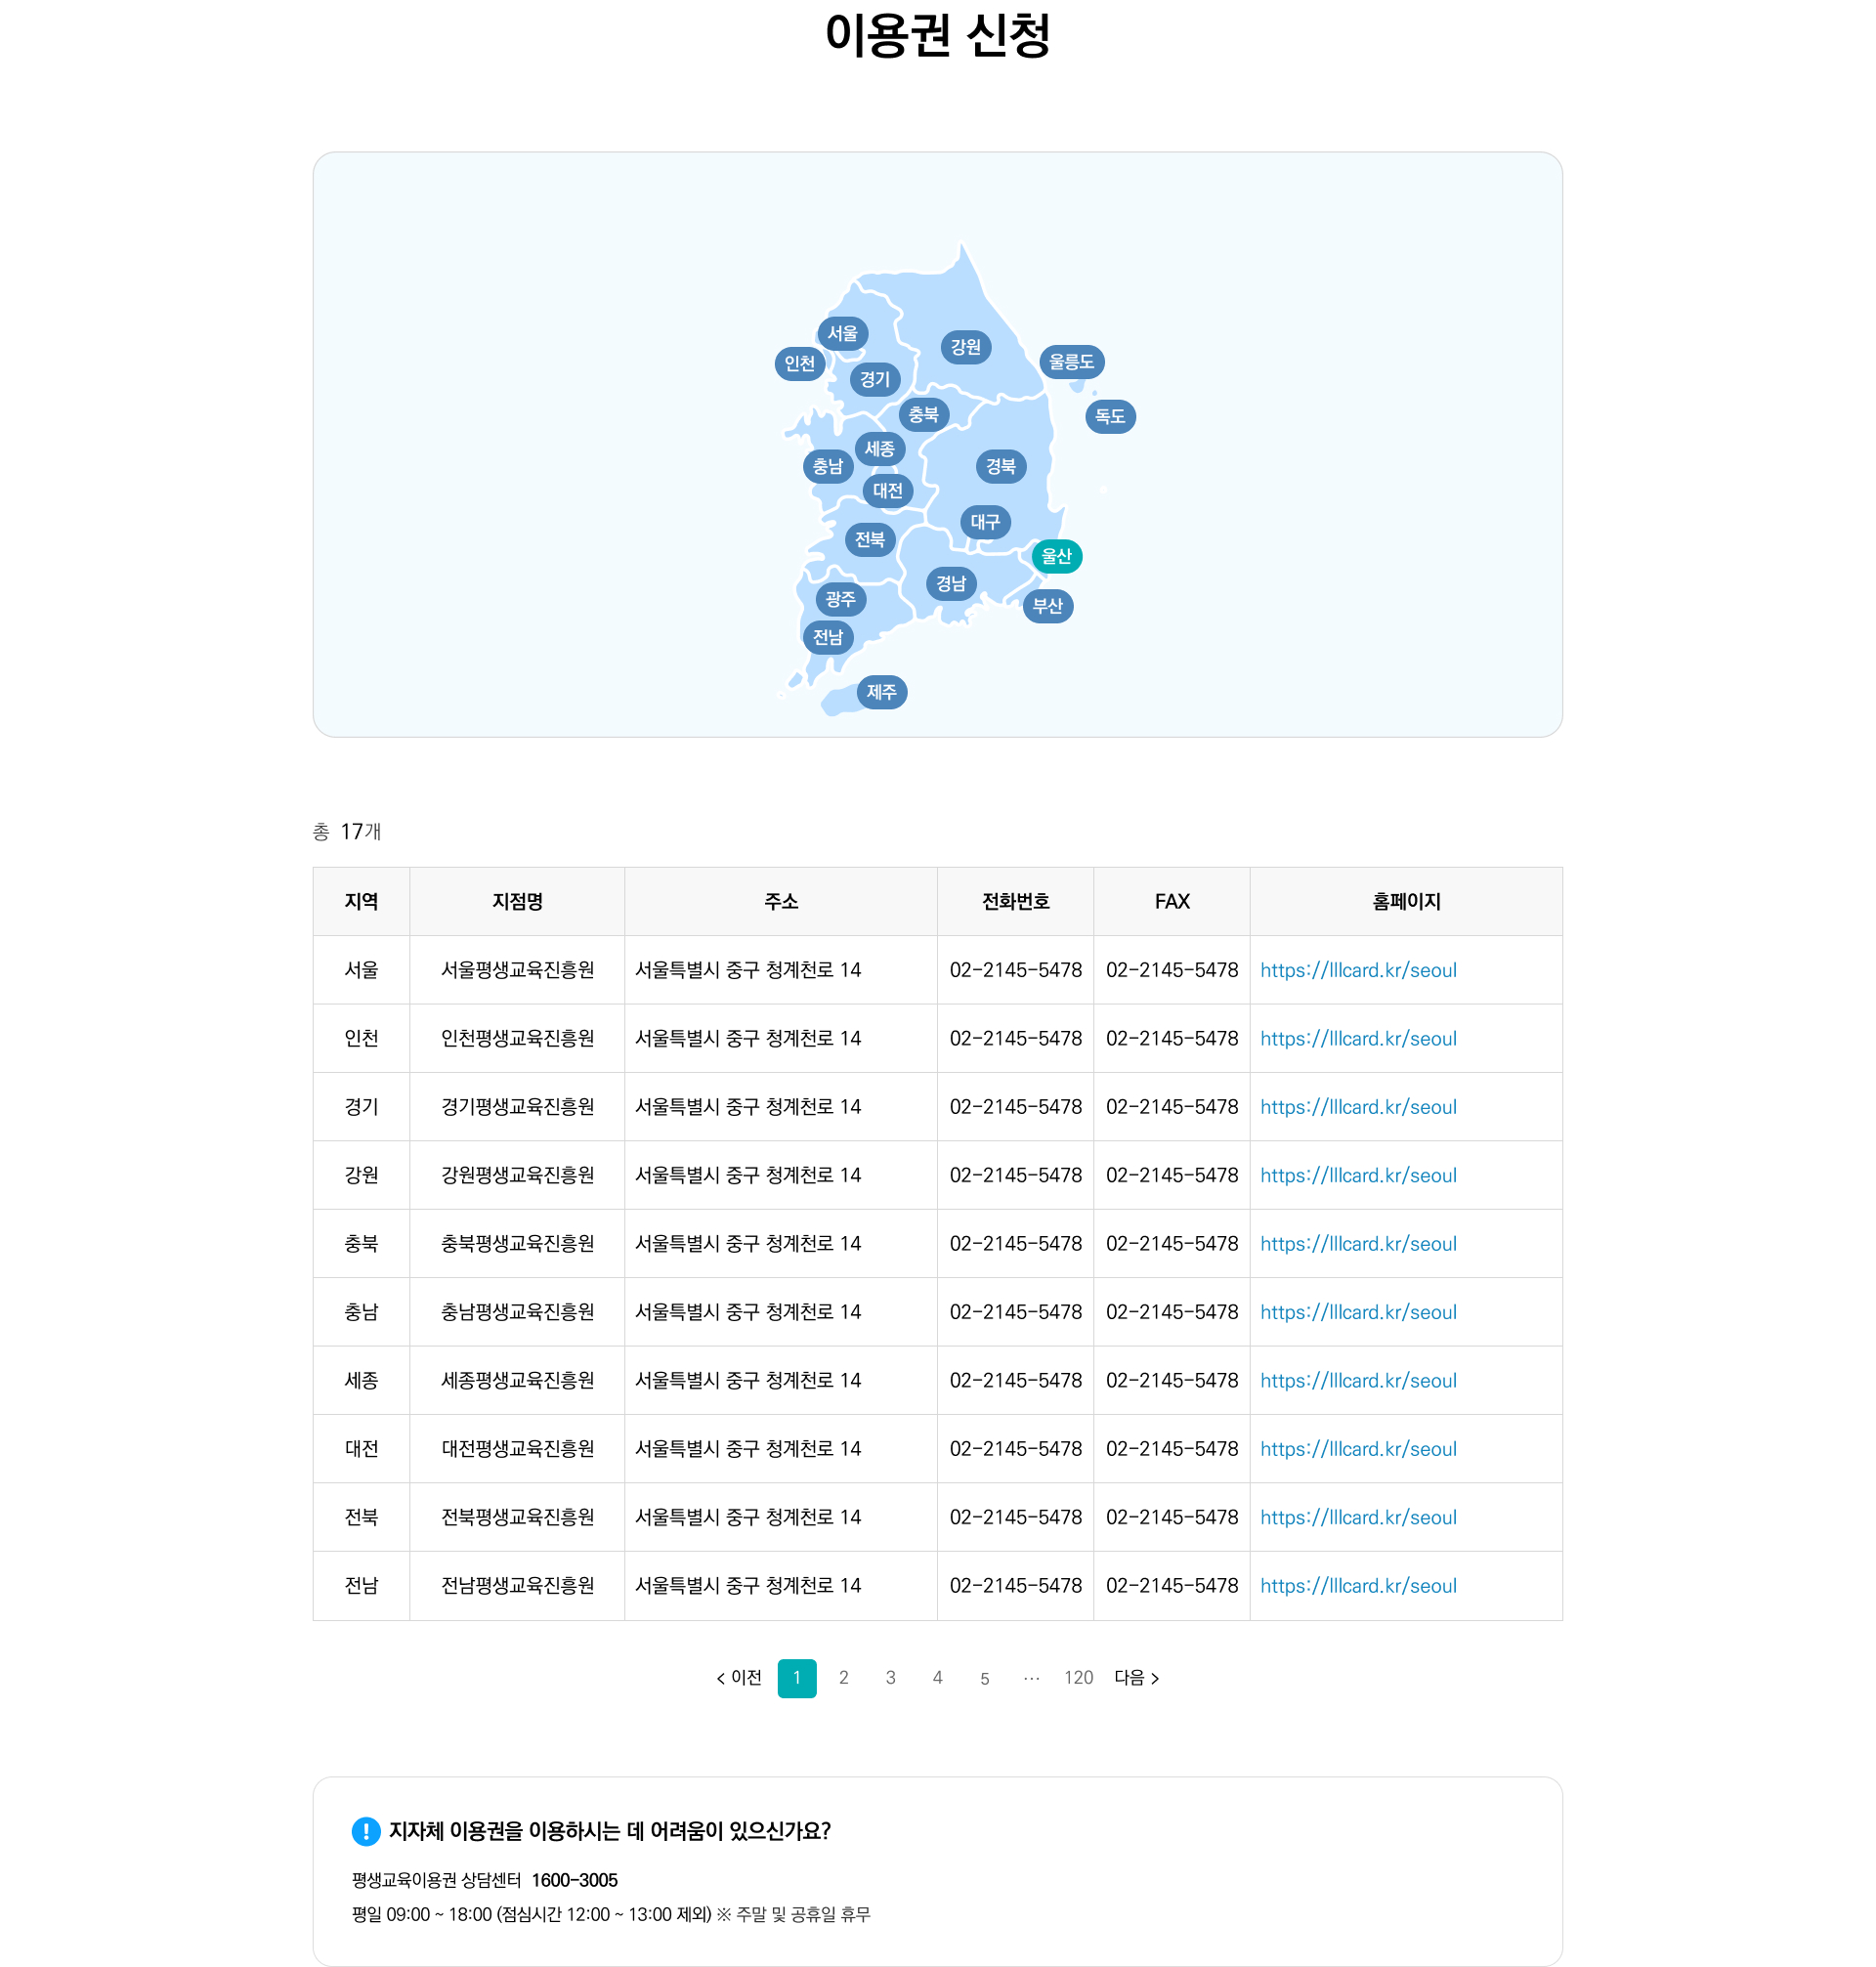 이용권 신청
서울
강원
울릉도
인천
경기
독도
충북
세종
충남
경북
대전
대구
전북
울산
경남
광주
부산
전남
제주
총 17개
지역 지점명 주소 전화번호 FAX 홈페이지
서울 서울평생교육진흥원 서울특별시 중구 청계천로 14 02-2145-5478 02-2145-5478 https://lllcard.kr/seoul
인천 인천평생교육진흥원 서울특별시 중구 청계천로 14 02-2145-5478 02-2145-5478 https://lllcard.kr/seoul
경기 경기평생교육진흥원 서울특별시 중구 청계천로 14 02-2145-5478 02-2145-5478 https://lllcard.kr/seoul
강원 강원평생교육진흥원 서울특별시 중구 청계천로 14 02-2145-5478 02-2145-5478 https://lllcard.kr/seoul
충북 충북평생교육진흥원 서울특별시 중구 청계천로 14 02-2145-5478 02-2145-5478 https://lllcard.kr/seoul
충남 충남평생교육진흥원 서울특별시 중구 청계천로 14 02-2145-5478 02-2145-5478 https://lllcard.kr/seoul
세종 세종평생교육진흥원 서울특별시 중구 청계천로 14 02-2145-5478 02-2145-5478 https://lllcard.kr/seoul
대전 대전평생교육진흥원 서울특별시 중구 청계천로 14 02-2145-5478 02-2145-5478 https://lllcard.kr/seoul
전북 전북평생교육진흥원 서울특별시 중구 청계천로 14 02-2145-5478 02-2145-5478 https://lllcard.kr/seoul
전남 전남평생교육진흥원 서울특별시 중구 청계천로 14 02-2145-5478 02-2145-5478 https://lllcard.kr/seoul
< 이전 1 2 3 4 5 ··· 120 다음 >
지자체 이용권을 이용하시는 데 어려움이 있으신가요?
평생교육이용권 상담센터 1600-3005
평일 09:00 ~ 18:00 (점심시간 12:00 ~ 13:00 제외) ※ 주말 및 공휴일 휴무